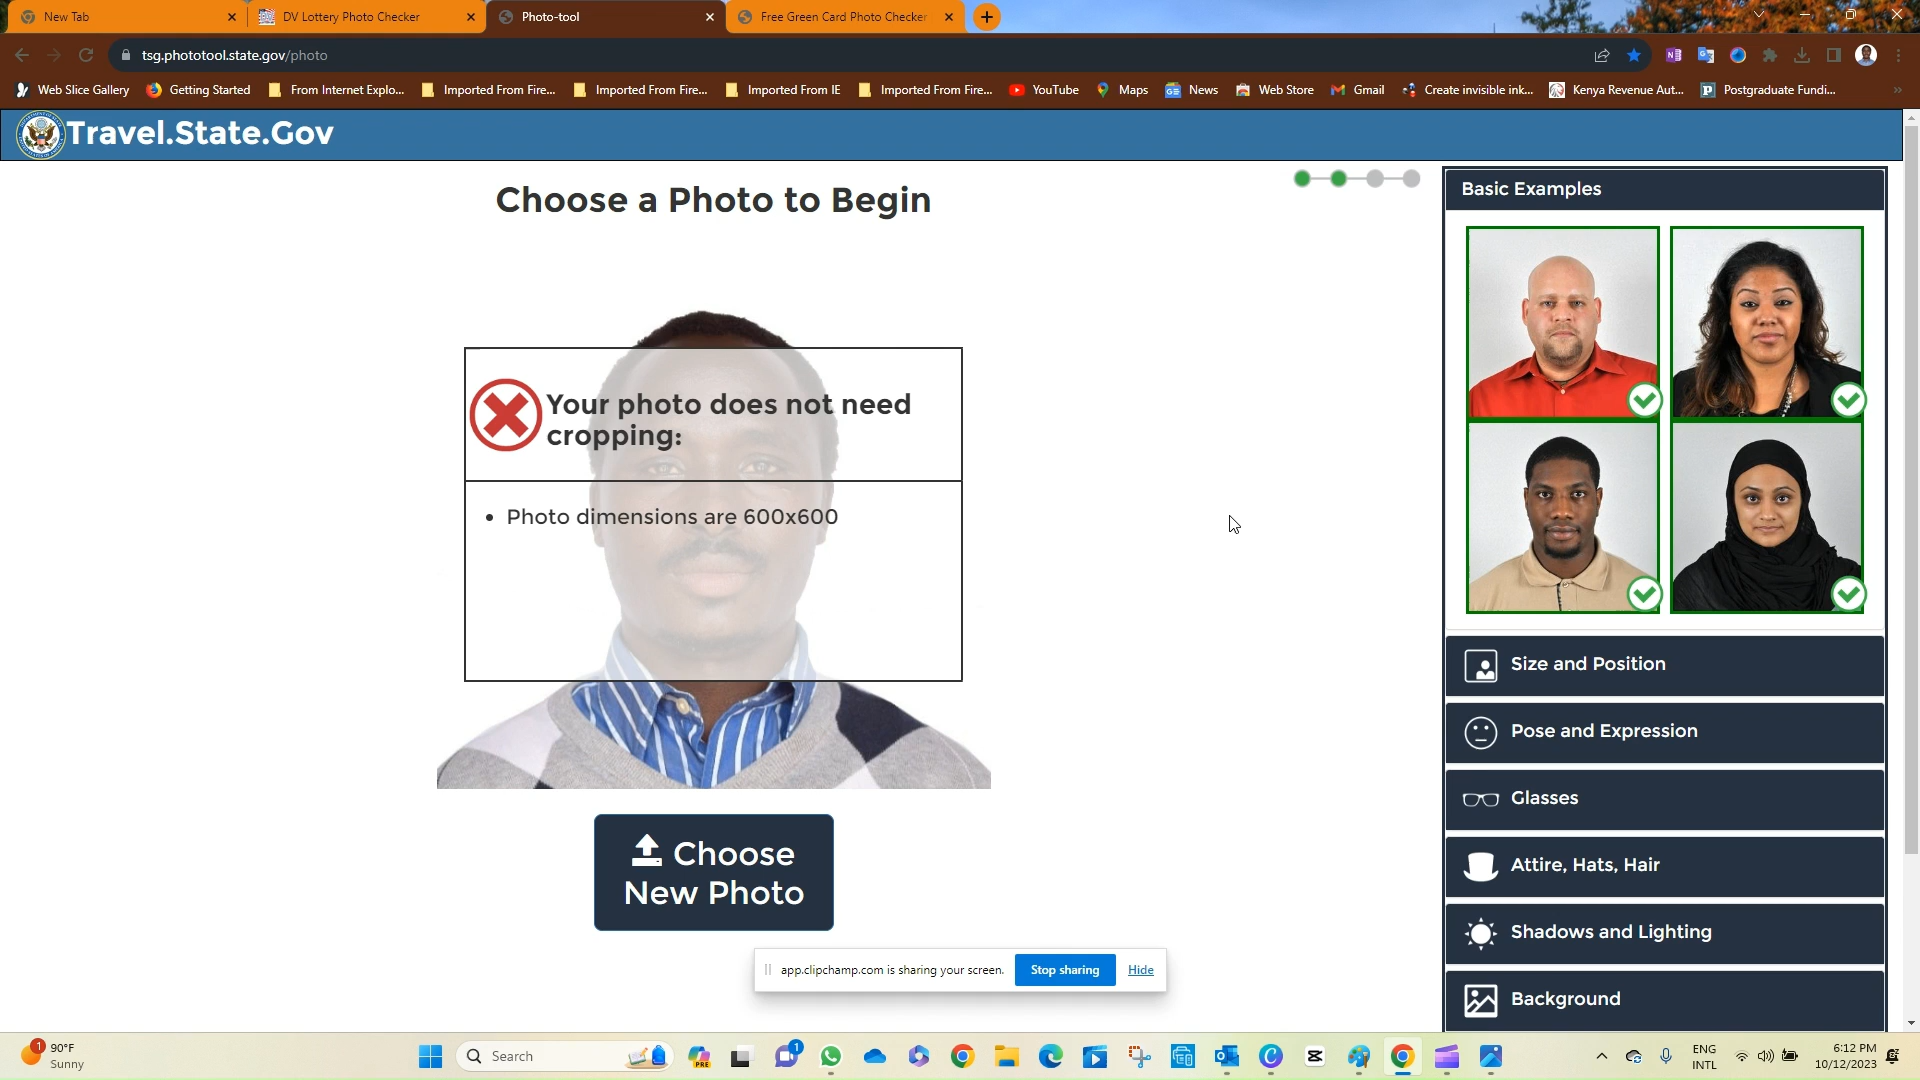 New Tab
DV Lottery Photo Checker
Photo-tool
Free Green Card Photo Checker
tsg.phototool.state.gov/photo
Web Slice Gallery
Getting Started
From Internet Explo...
Imported From Fire...
Imported From Fire...
Imported From IE
Imported From Fire...
YouTube
Maps
News
Web Store
Gmail
Create invisible ink...
Kenya Revenue Aut...
Postgraduate Fundi...
Travel.State.Gov
Choose a Photo to Begin
Your photo does not need
cropping:
• Photo dimensions are 600x600
Choose
New Photo
Basic Examples
Size and Position
Pose and Expression
Glasses
Attire, Hats, Hair
Shadows and Lighting
Background
app.clipchamp.com is sharing your screen.
Stop sharing
Hide
1
90°F
Sunny
Search
PRE
1
ENG
INTL
6:12 PM
10/12/2023